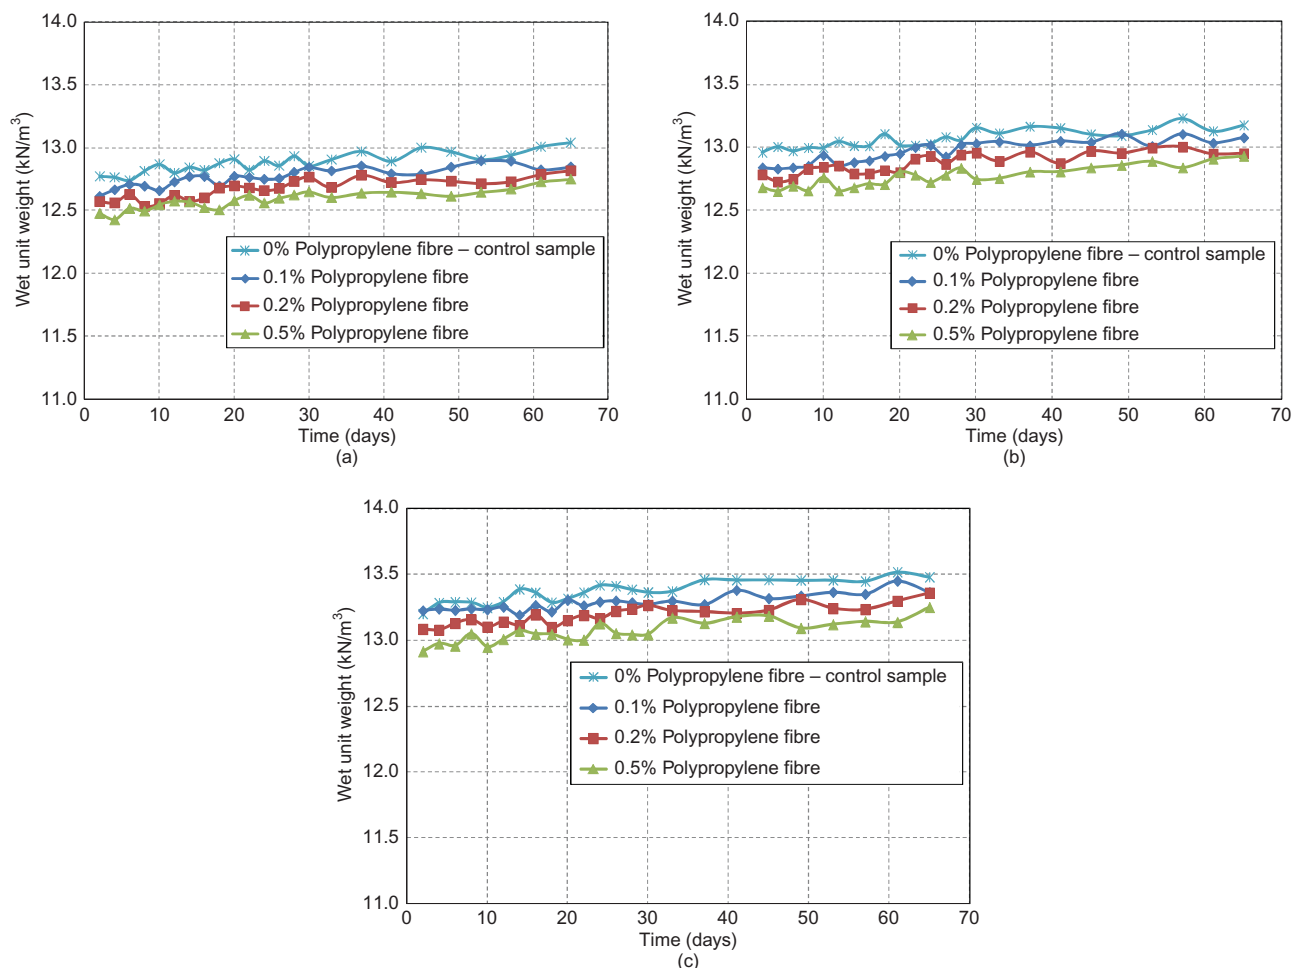 14.0
13.5
13.0
12.5
12.0
11.5
11.0
Wet unit weight (kN/m³)
0% Polypropylene fibre – control sample
0.1% Polypropylene fibre
0.2% Polypropylene fibre
0.5% Polypropylene fibre
0 10 20 30 40 50 60 70
Time (days)
(a)
14.0
13.5
13.0
12.5
12.0
11.5
11.0
Wet unit weight (kN/m³)
0% Polypropylene fibre – control sample
0.1% Polypropylene fibre
0.2% Polypropylene fibre
0.5% Polypropylene fibre
0 10 20 30 40 50 60 70
Time (days)
(b)
14.0
13.5
13.0
12.5
12.0
11.5
11.0
Wet unit weight (kN/m³)
0% Polypropylene fibre – control sample
0.1% Polypropylene fibre
0.2% Polypropylene fibre
0.5% Polypropylene fibre
0 10 20 30 40 50 60 70
Time (days)
(c)